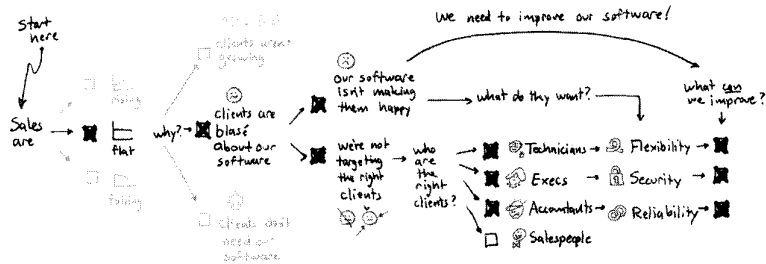 We need to improve our software!
Start
here
clients aren't
growing
our software
isn't making
them happy
what do they want?
what can
we improve?
Sales
are
rising
flat
falling
why?
clients are
blasé
about our
software
we're not
targeting
the right
clients
who
are
the
right
clients?
Technicians
Flexibility
Execs
Security
Accountants
Reliability
Salespeople
clients don't
need our
software